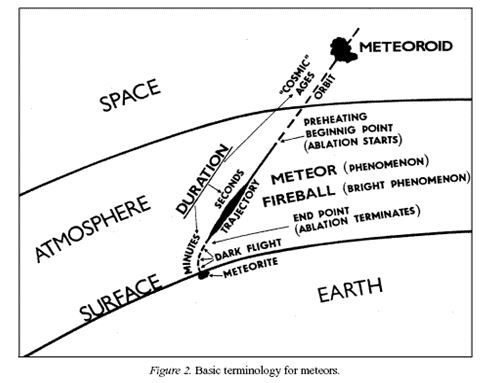 METEOROID
SPACE
"COSMIC"
AGES
ORBIT
PREHEATING
BEGINNIG POINT
(ABLATION STARTS)
DURATION
SECONDS
TRAJECTORY
METEOR (PHENOMENON)
FIREBALL (BRIGHT PHENOMENON)
ATMOSPHERE
END POINT
(ABLATION TERMINATES)
MINUTES
DARK FLIGHT
METEORITE
SURFACE
EARTH
Figure 2. Basic terminology for meteors.